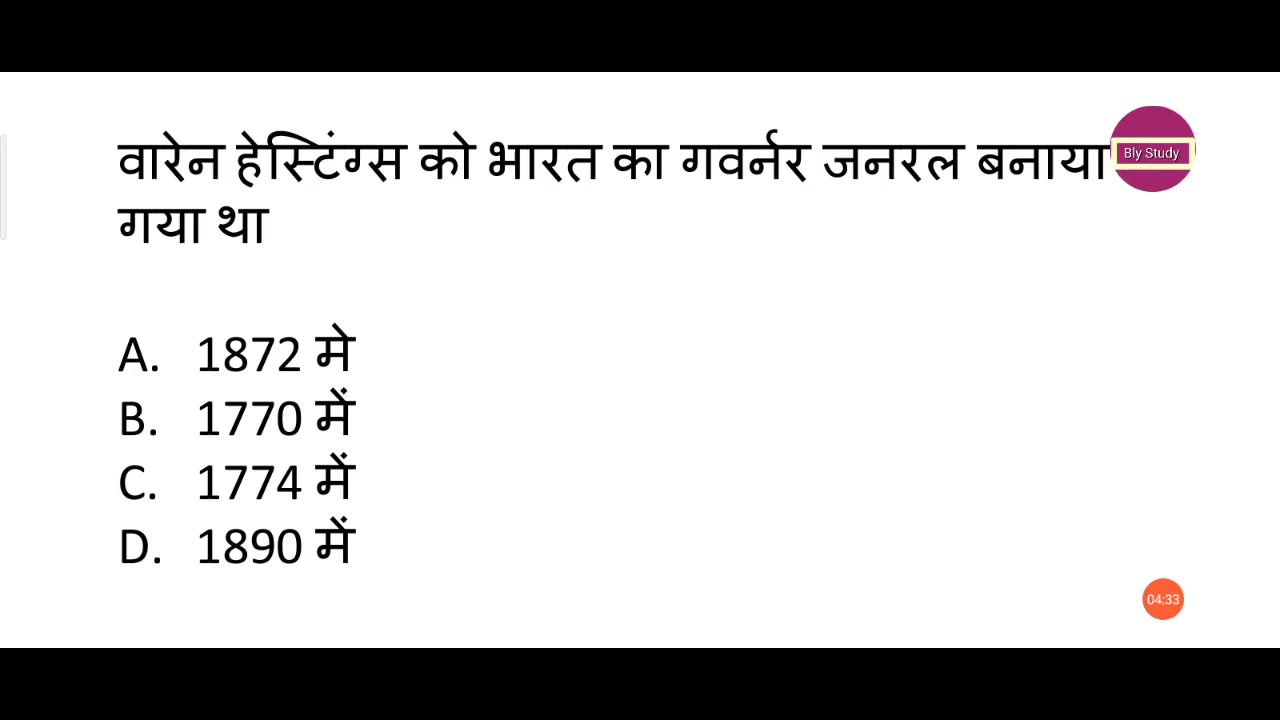 वारेन हेस्टिंग्स को भारत का गवर्नर जनरल बनाया
गया था
Bly Study
A. 1872 मे
B. 1770 में
C. 1774 में
D. 1890 में
04:33